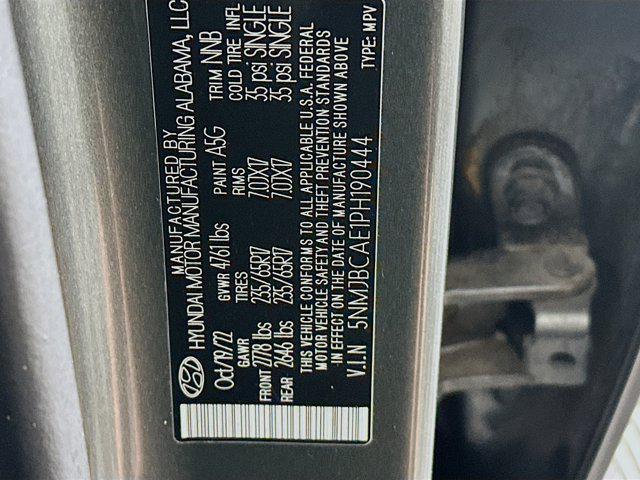 MANUFACTURED BY
HYUNDAI MOTOR MANUFACTURING ALABAMA, LLC
Oct/19/22 GVWR 4761 lbs PAINT A5G TRIM NNB
GAWR TIRES RIMS COLD TIRE INFL
FRONT 2778 lbs 235/65R17 7.0JX17 35 psi SINGLE
REAR 2646 lbs 235/65R17 7.0JX17 35 psi SINGLE
THIS VEHICLE CONFORMS TO ALL APPLICABLE U.S.A. FEDERAL
MOTOR VEHICLE SAFETY AND THEFT PREVENTION STANDARDS
IN EFFECT ON THE DATE OF MANUFACTURE SHOWN ABOVE
V.I.N 5NMJBCAE1PH190444 TYPE: MPV